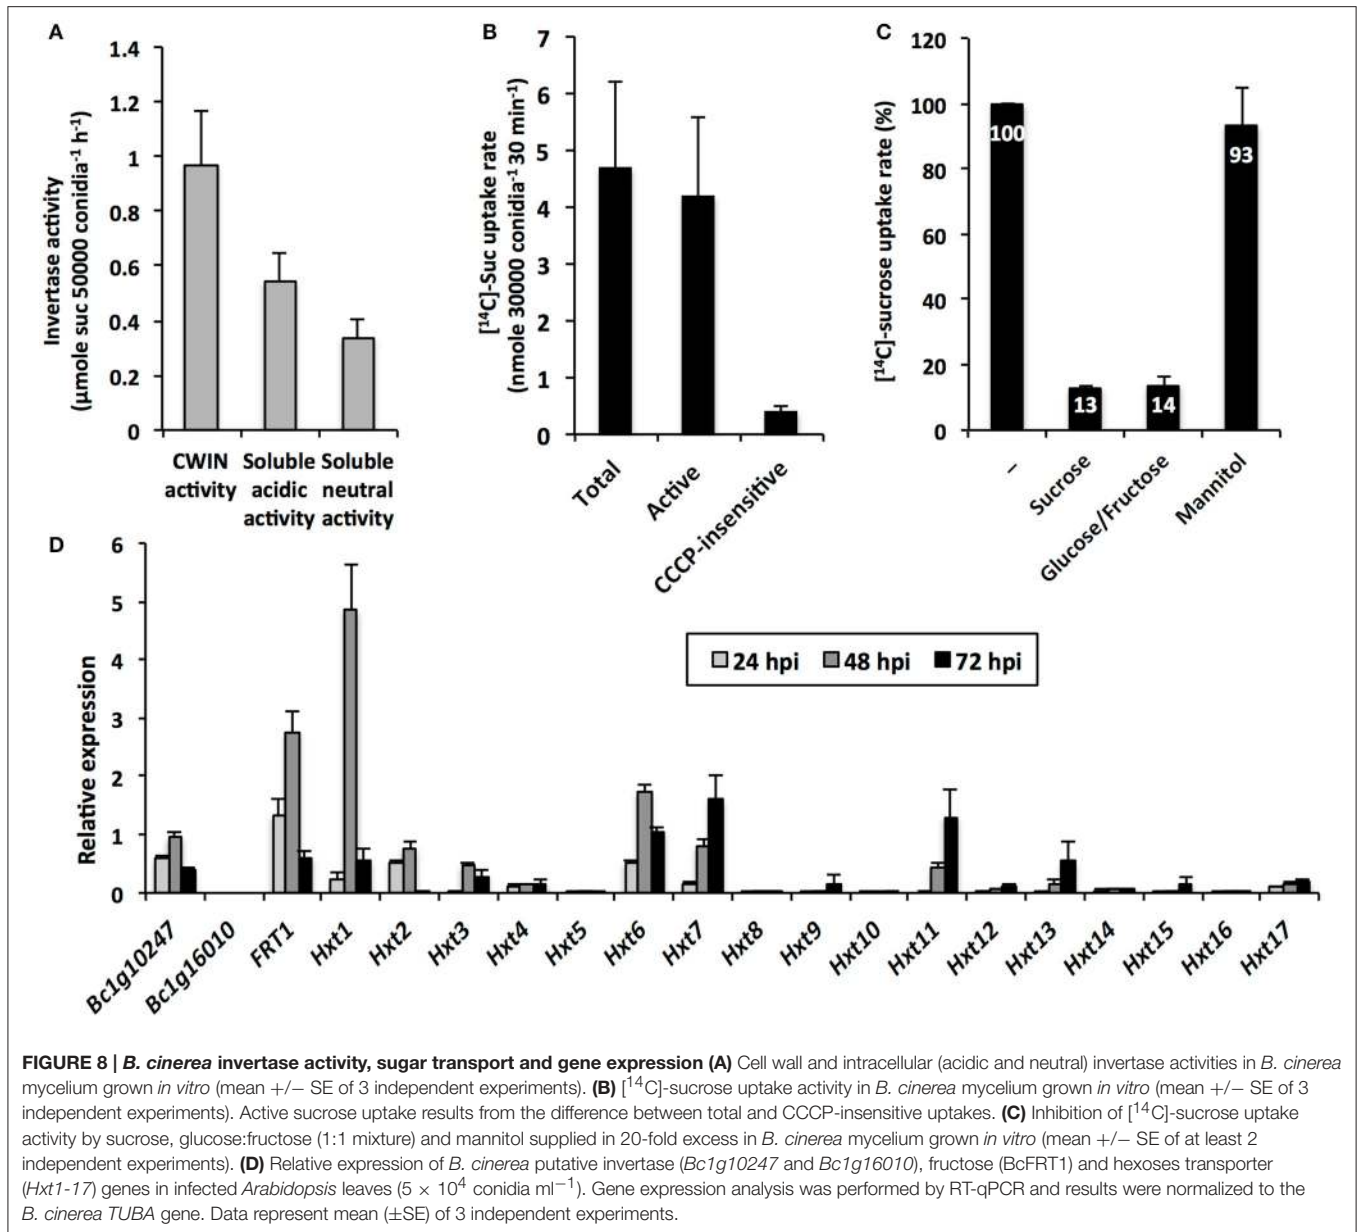 A
Invertase activity
(µmole suc 50000 conidia-1 h-1)
1.4
1.2
1
0.8
0.6
0.4
0.2
0
CWIN activity
Soluble acidic activity
Soluble neutral activity
B
[14C]-Suc uptake rate
(nmole 30000 conidia-1 30 min-1)
7
6
5
4
3
2
1
0
Total
Active
CCCP-insensitive
C
[14C]-sucrose uptake rate (%)
120
100
80
60
40
20
0
100
13
14
93
–
Sucrose
Glucose/Fructose
Mannitol
D
Relative expression
6
5
4
3
2
1
0
24 hpi 48 hpi 72 hpi
Bc1g10247
Bc1g16010
FRT1
Hxt1
Hxt2
Hxt3
Hxt4
Hxt5
Hxt6
Hxt7
Hxt8
Hxt9
Hxt10
Hxt11
Hxt12
Hxt13
Hxt14
Hxt15
Hxt16
Hxt17
FIGURE 8 | B. cinerea invertase activity, sugar transport and gene expression (A) Cell wall and intracellular (acidic and neutral) invertase activities in B. cinerea
mycelium grown in vitro (mean +/− SE of 3 independent experiments). (B) [14C]-sucrose uptake activity in B. cinerea mycelium grown in vitro (mean +/− SE of 3
independent experiments). Active sucrose uptake results from the difference between total and CCCP-insensitive uptakes. (C) Inhibition of [14C]-sucrose uptake
activity by sucrose, glucose:fructose (1:1 mixture) and mannitol supplied in 20-fold excess in B. cinerea mycelium grown in vitro (mean +/− SE of at least 2
independent experiments). (D) Relative expression of B. cinerea putative invertase (Bc1g10247 and Bc1g16010), fructose (BcFRT1) and hexoses transporter
(Hxt1-17) genes in infected Arabidopsis leaves (5 × 10⁴ conidia ml⁻¹). Gene expression analysis was performed by RT-qPCR and results were normalized to the
B. cinerea TUBA gene. Data represent mean (±SE) of 3 independent experiments.